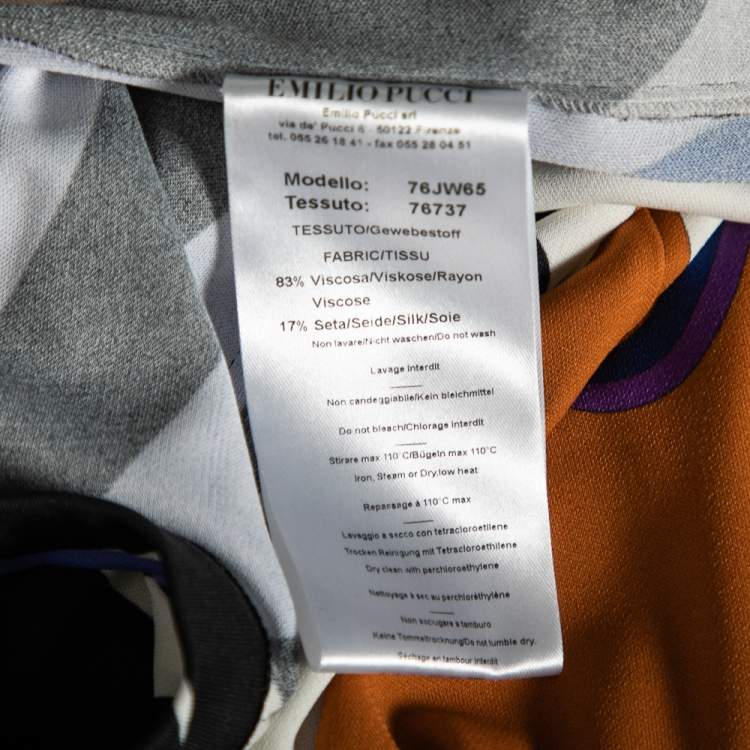 EMILIO PUCCI
Emilio Pucci srl
via de' Pucci 6 - 50122 Firenze
tel. 055 26 18 41 - fax 055 28 04 51
Modello: 76JW65
Tessuto: 76737
TESSUTO/Gewebestoff
FABRIC/TISSU
83% Viscosa/Viskose/Rayon
Viscose
17% Seta/Seide/Silk/Soie
Non lavare/Nicht waschen/Do not wash
Lavage interdit
Non candeggiabile/Kein bleichmittel
Do not bleach/Chlorage interdit
Stirare max 110°C/Bügeln max 110°C
Iron, Steam or Dry,low heat
Repassage à 110°C max
Lavaggio a secco con tetracloroetilene
Trocken Reinigung mit Tetracloroethilene
Dry clean with perchloroethylene
Nettoyage à sec au perchloréthylène
Non asciugare a tamburo
Keine Tommeltrocknung/Do not tumble dry.
Séchage en tambour interdit